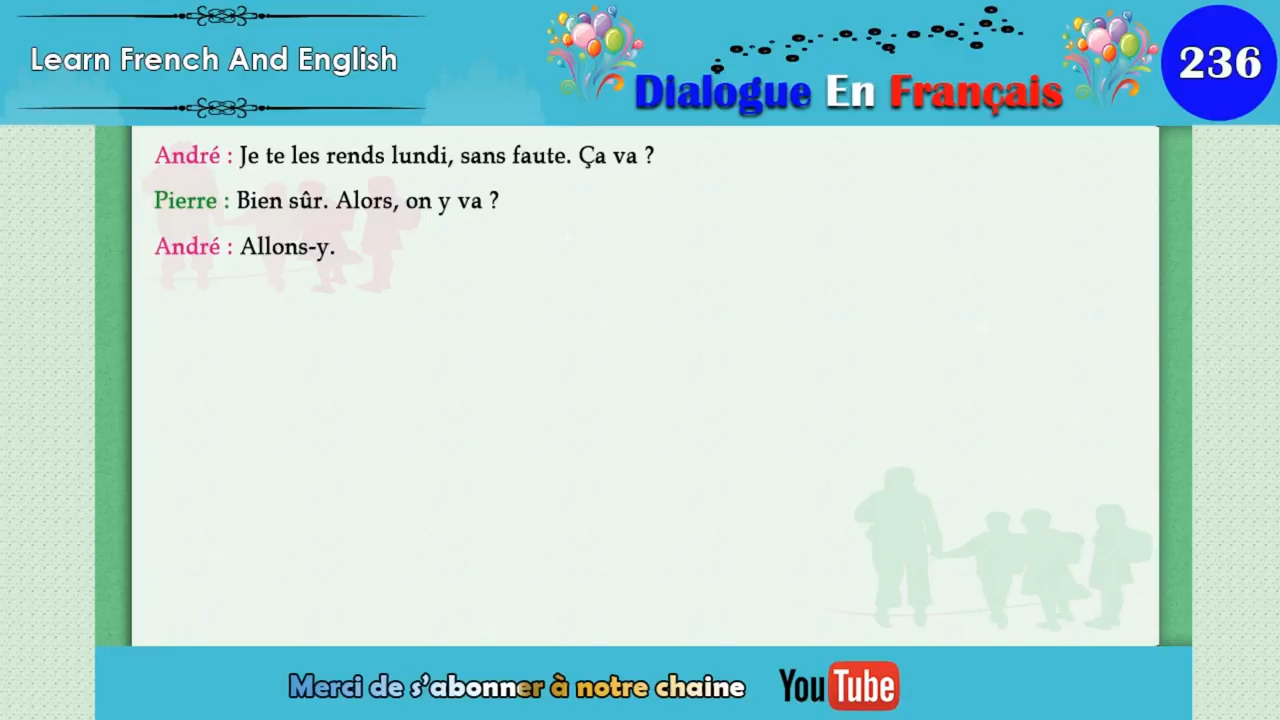 Learn French And English
Dialogue En Français
236
André : Je te les rends lundi, sans faute. Ça va ?
Pierre : Bien sûr. Alors, on y va ?
André : Allons-y.
Merci de s'abonner à notre chaine
YouTube